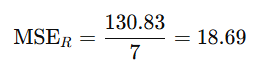 MSE_R = 130.83/7 = 18.69